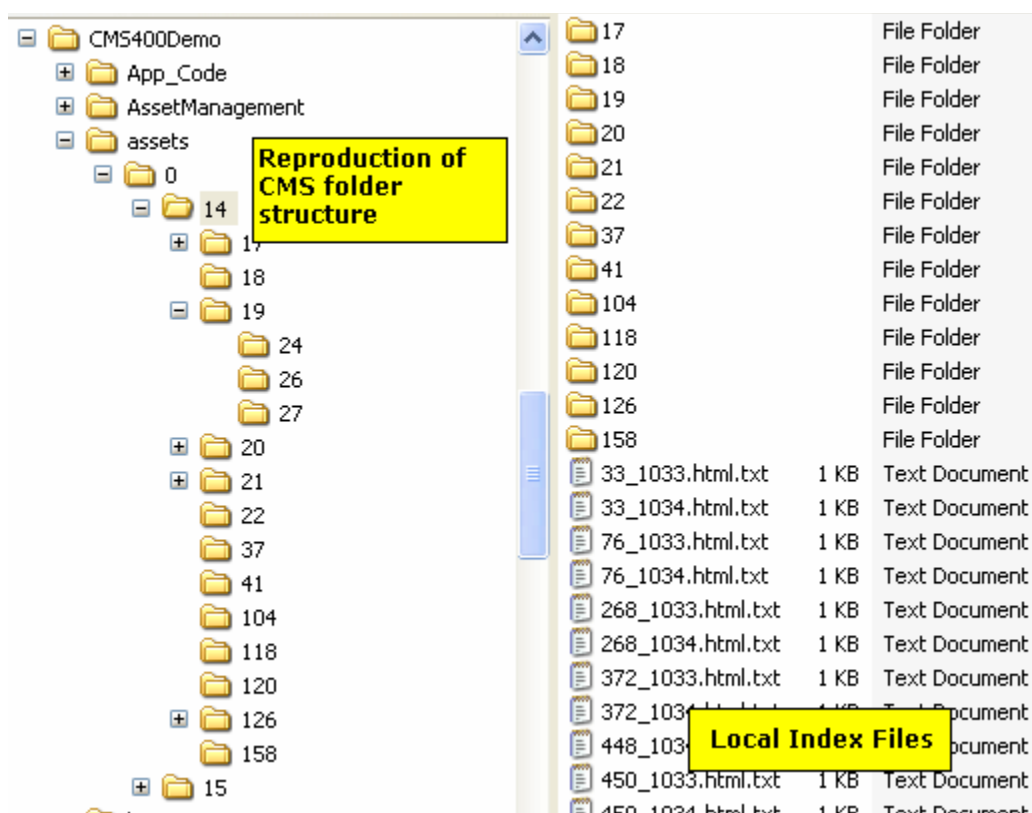 CMS400Demo
App_Code
AssetManagement
assets
0
14
17
18
19
24
26
27
20
21
22
37
41
104
118
120
126
158
15
Reproduction of
CMS folder
structure
17 File Folder
18 File Folder
19 File Folder
20 File Folder
21 File Folder
22 File Folder
37 File Folder
41 File Folder
104 File Folder
118 File Folder
120 File Folder
126 File Folder
158 File Folder
33_1033.html.txt 1 KB Text Document
33_1034.html.txt 1 KB Text Document
76_1033.html.txt 1 KB Text Document
76_1034.html.txt 1 KB Text Document
268_1033.html.txt 1 KB Text Document
268_1034.html.txt 1 KB Text Document
372_1033.html.txt 1 KB Text Document
Local Index Files
450_1033.html.txt 1 KB Text Document